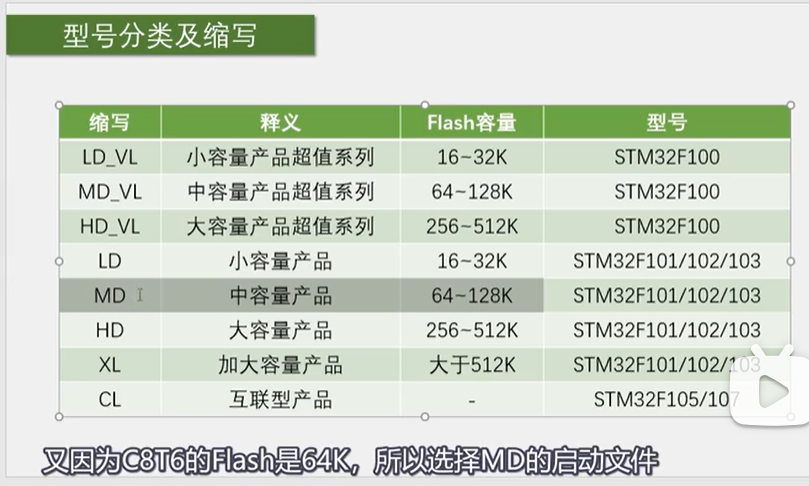 型号分类及缩写
缩写 释义 Flash容量 型号
LD_VL 小容量产品超值系列 16~32K STM32F100
MD_VL 中容量产品超值系列 64~128K STM32F100
HD_VL 大容量产品超值系列 256~512K STM32F100
LD 小容量产品 16~32K STM32F101/102/103
MD 中容量产品 64~128K STM32F101/102/103
HD 大容量产品 256~512K STM32F101/102/103
XL 加大容量产品 大于512K STM32F101/102/103
CL 互联型产品 - STM32F105/107
又因为C8T6的Flash是64K，所以选择MD的启动文件